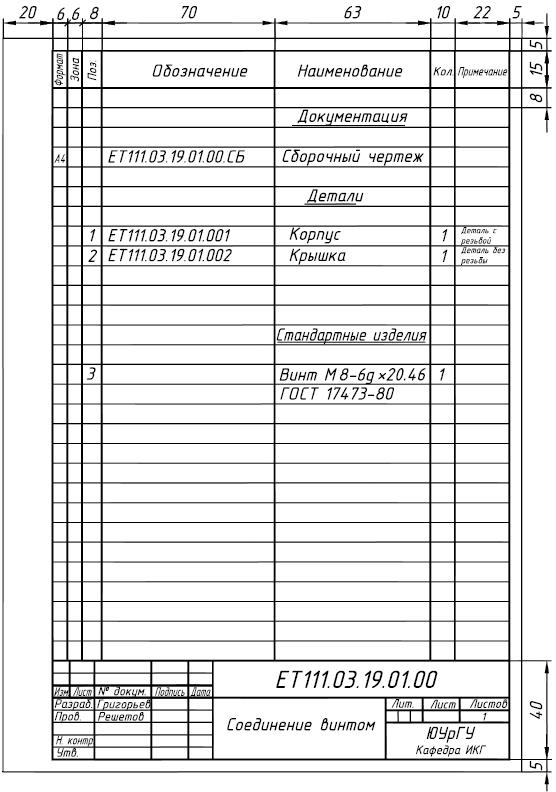 20 6 6 8 70 63 10 22 5
5
Формат Зона Поз. Обозначение Наименование Кол. Примечание 15
8
Документация
А4 ЕТ111.03.19.01.00.СБ Сборочный чертеж
Детали
1 ЕТ111.03.19.01.001 Корпус 1 Деталь с
резьбой
2 ЕТ111.03.19.01.002 Крышка 1 Деталь без
резьбы
Стандартные изделия
3 Винт М 8-6g×20.46 1
ГОСТ 17473-80
ЕТ111.03.19.01.00
Изм. Лист № докум. Подпись Дата
Разраб. Григорьев
Пров. Решетов
Н. контр.
Утв.
Соединение винтом
Лит. Лист Листов
1
ЮУрГУ
Кафедра ИКГ
40
5